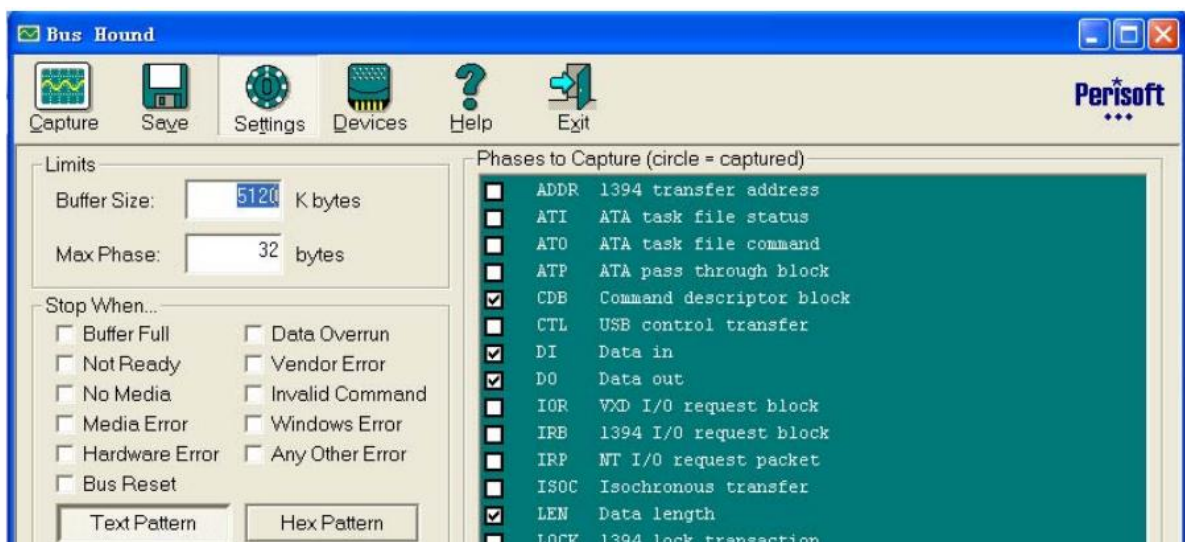 Bus Hound
Capture Save Settings Devices Help Exit
Perisoft
Limits
Buffer Size: 5120 K bytes
Max Phase: 32 bytes
Stop When...
Buffer Full Data Overrun
Not Ready Vendor Error
No Media Invalid Command
Media Error Windows Error
Hardware Error Any Other Error
Bus Reset
Text Pattern Hex Pattern
Phases to Capture (circle = captured)
ADDR 1394 transfer address
ATI ATA task file status
ATO ATA task file command
ATP ATA pass through block
CDB Command descriptor block
CTL USB control transfer
DI Data in
DO Data out
IOR VXD I/O request block
IRB 1394 I/O request block
IRP NT I/O request packet
ISOC Isochronous transfer
LEN Data length
LOCK 1394 lock transaction